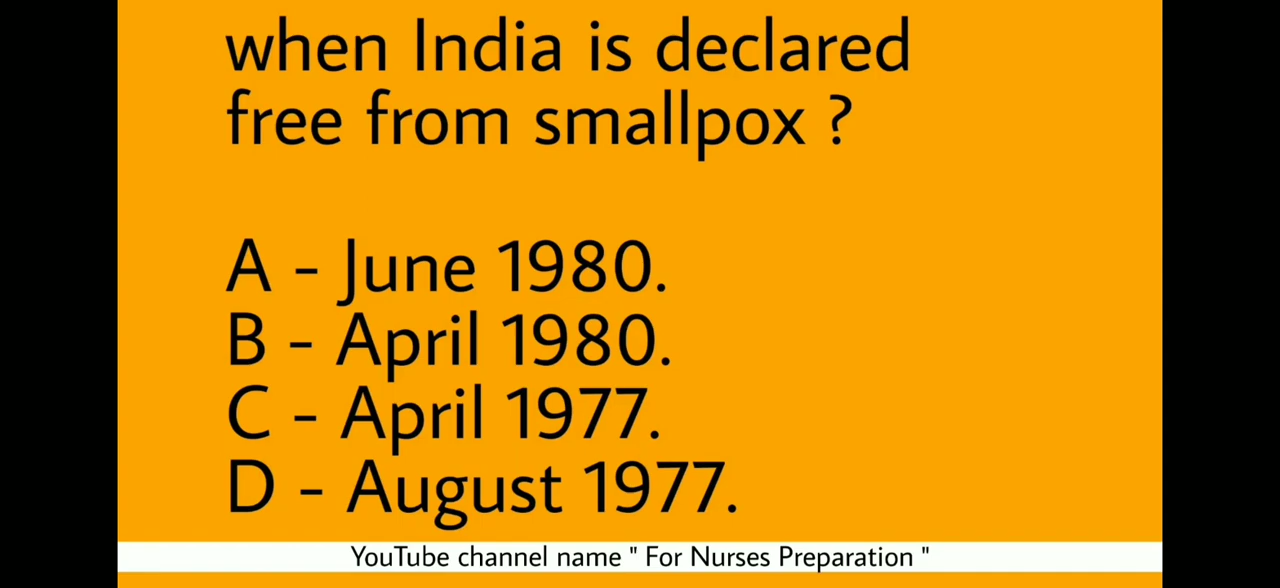 when India is declared
free from smallpox ?
A - June 1980.
B - April 1980.
C - April 1977.
D - August 1977.
YouTube channel name " For Nurses Preparation "